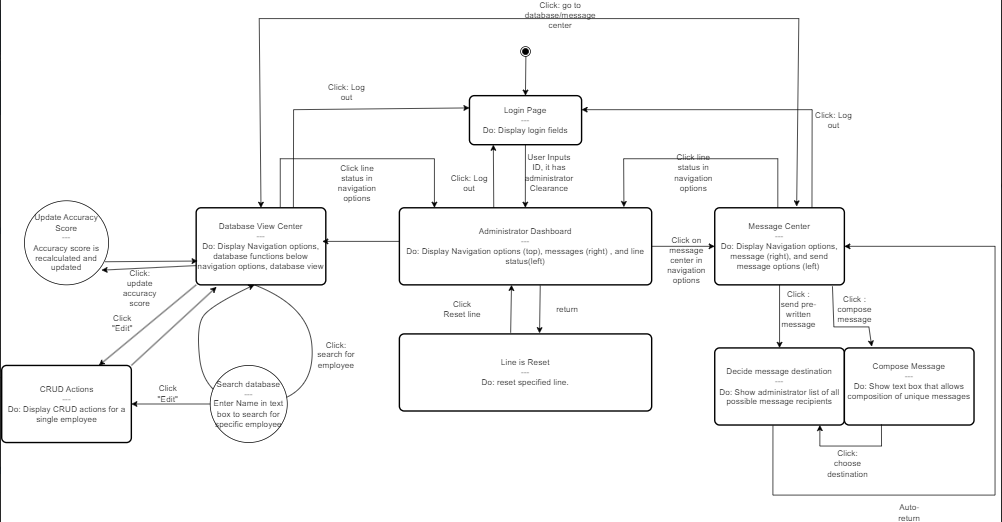 Click: go to
database/message
center
Login Page
---
Do: Display login fields
Click: Log
out
Click: Log
out
Click line
status in
navigation
options
Click: Log
out
User Inputs
ID, it has
administrator
Clearance
Click line
status in
navigation
options
Update Accuracy
Score
---
Accuracy score is
recalculated and
updated
Database View Center
---
Do: Display Navigation options,
database functions below
navigation options, database view
Administrator Dashboard
---
Do: Display Navigation options (top), messages (right) , and line
status(left)
Click on
message
center in
navigation
options
Message Center
---
Do: Display Navigation options,
message (right), and send
message options (left)
Click:
update
accuracy
score
Click
"Edit"
Click:
search for
employee
Click
Reset line
return
Click :
send pre-
written
message
Click :
compose
message
CRUD Actions
---
Do: Display CRUD actions for a
single employee
Click
"Edit"
Search database
---
Enter Name in text
box to search for
specific employee
Line is Reset
---
Do: reset specified line.
Decide message destination
---
Do: Show administrator list of all
possible message recipients
Compose Message
---
Do: Show text box that allows
composition of unique messages
Click:
choose
destination
Auto-
return